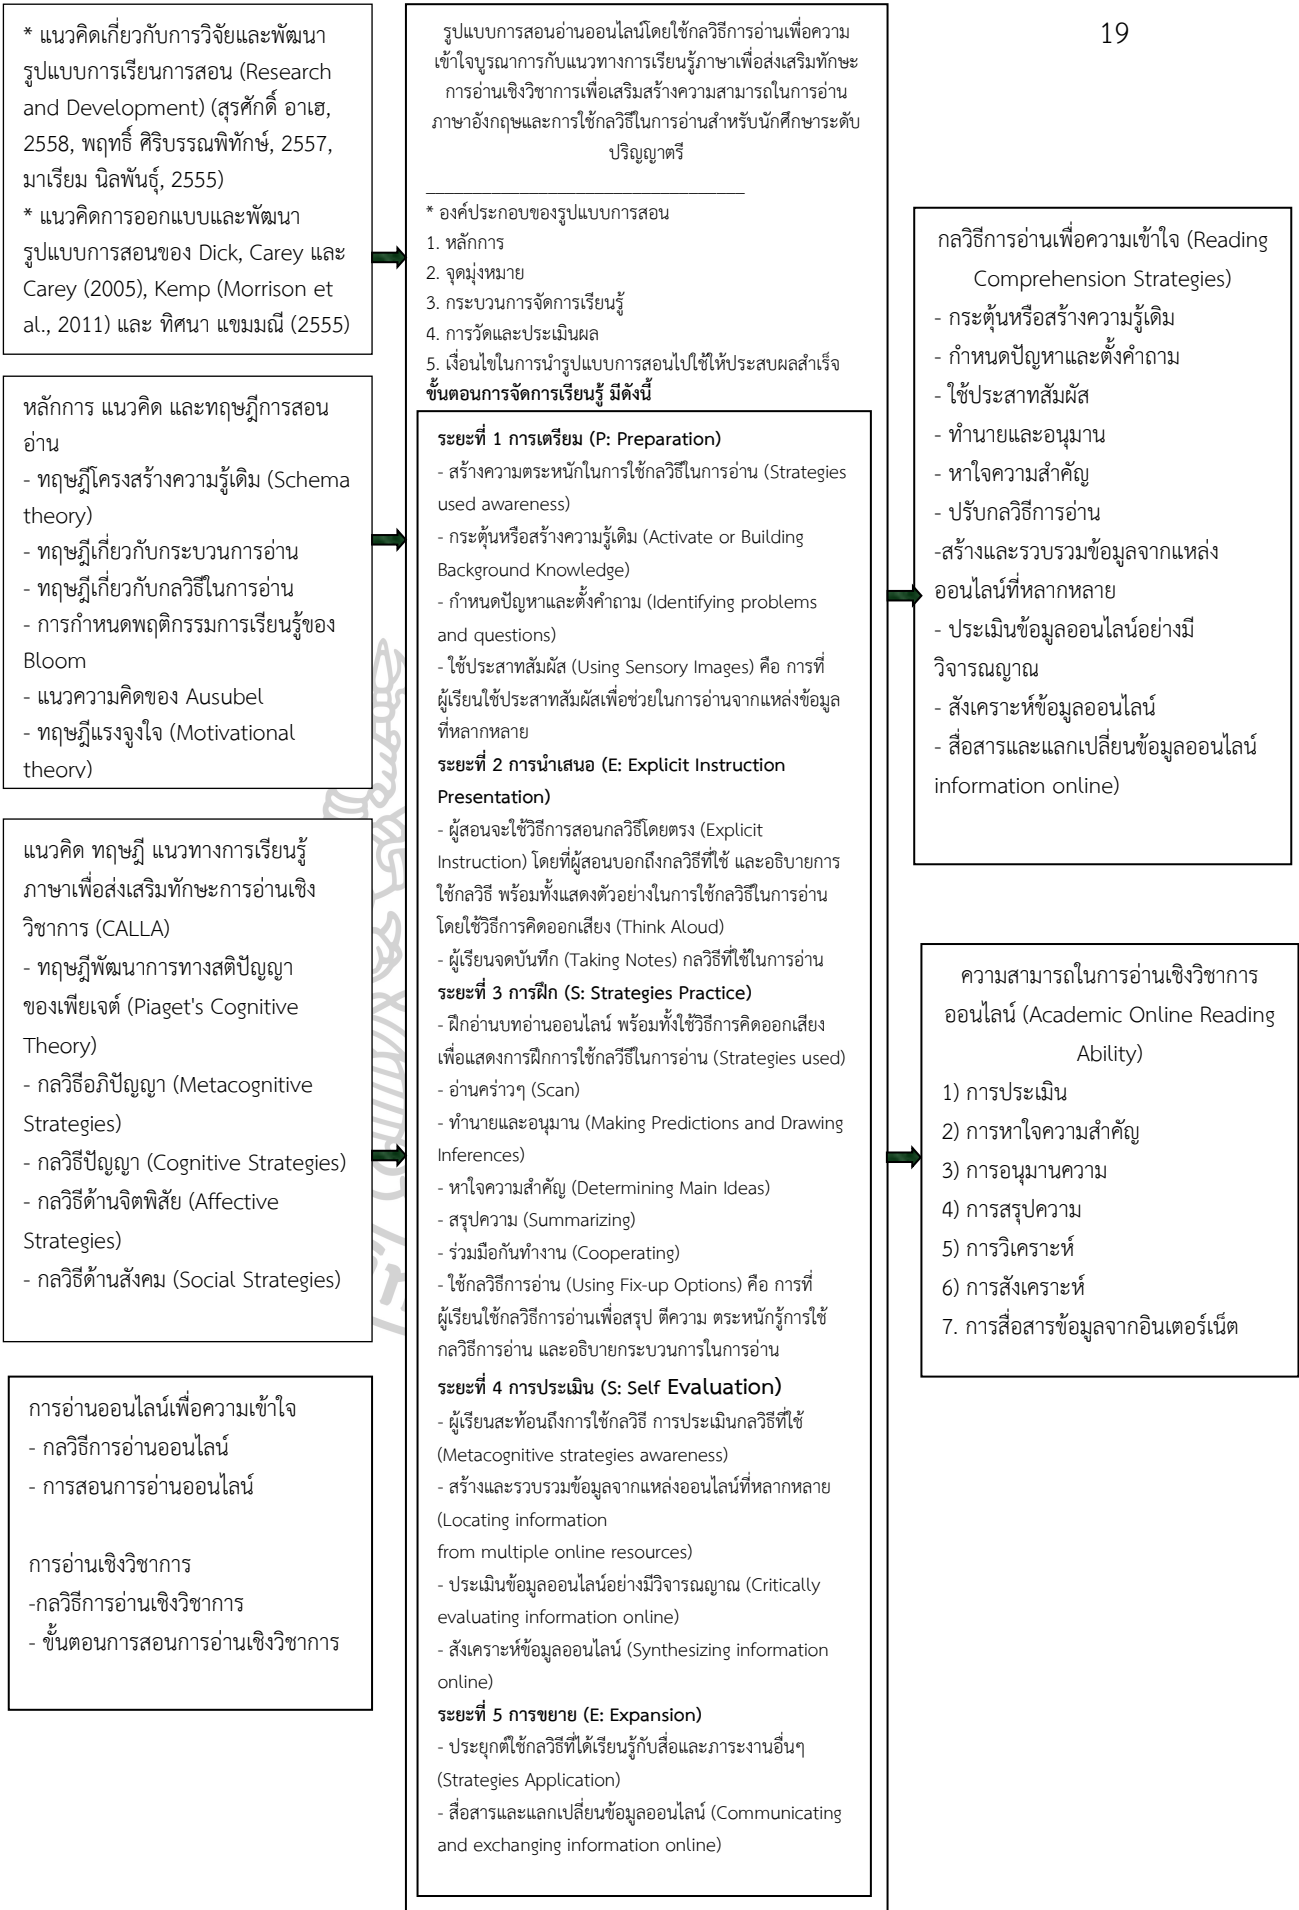 19
* แนวคิดเกี่ยวกับการวิจัยและพัฒนา
รูปแบบการเรียนการสอน (Research
and Development) (สุรศักดิ์ อาเฮ,
2558, พฤทธิ์ ศิริบรรณพิทักษ์, 2557,
มาเรียม นิลพันธุ์, 2555)
* แนวคิดการออกแบบและพัฒนา
รูปแบบการสอนของ Dick, Carey และ
Carey (2005), Kemp (Morrison et
al., 2011) และ ทิศนา แขมมณี (2555)
หลักการ แนวคิด และทฤษฎีการสอน
อ่าน
- ทฤษฎีโครงสร้างความรู้เดิม (Schema
theory)
- ทฤษฎีเกี่ยวกับกระบวนการอ่าน
- ทฤษฎีเกี่ยวกับกลวิธีในการอ่าน
- การกำหนดพฤติกรรมการเรียนรู้ของ
Bloom
- แนวความคิดของ Ausubel
- ทฤษฎีแรงจูงใจ (Motivational
theory)
แนวคิด ทฤษฎี แนวทางการเรียนรู้
ภาษาเพื่อส่งเสริมทักษะการอ่านเชิง
วิชาการ (CALLA)
- ทฤษฎีพัฒนาการทางสติปัญญา
ของเพียเจต์ (Piaget's Cognitive
Theory)
- กลวิธีอภิปัญญา (Metacognitive
Strategies)
- กลวิธีปัญญา (Cognitive Strategies)
- กลวิธีด้านจิตพิสัย (Affective
Strategies)
- กลวิธีด้านสังคม (Social Strategies)
การอ่านออนไลน์เพื่อความเข้าใจ
- กลวิธีการอ่านออนไลน์
- การสอนการอ่านออนไลน์
การอ่านเชิงวิชาการ
-กลวิธีการอ่านเชิงวิชาการ
- ขั้นตอนการสอนการอ่านเชิงวิชาการ
รูปแบบการสอนอ่านออนไลน์โดยใช้กลวิธีการอ่านเพื่อความ
เข้าใจบูรณาการกับแนวทางการเรียนรู้ภาษาเพื่อส่งเสริมทักษะ
การอ่านเชิงวิชาการเพื่อเสริมสร้างความสามารถในการอ่าน
ภาษาอังกฤษและการใช้กลวิธีในการอ่านสำหรับนักศึกษาระดับ
ปริญญาตรี
* องค์ประกอบของรูปแบบการสอน
1. หลักการ
2. จุดมุ่งหมาย
3. กระบวนการจัดการเรียนรู้
4. การวัดและประเมินผล
5. เงื่อนไขในการนำรูปแบบการสอนไปใช้ให้ประสบผลสำเร็จ
ขั้นตอนการจัดการเรียนรู้ มีดังนี้
ระยะที่ 1 การเตรียม (P: Preparation)
- สร้างความตระหนักในการใช้กลวิธีในการอ่าน (Strategies
used awareness)
- กระตุ้นหรือสร้างความรู้เดิม (Activate or Building
Background Knowledge)
- กำหนดปัญหาและตั้งคำถาม (Identifying problems
and questions)
- ใช้ประสาทสัมผัส (Using Sensory Images) คือ การที่
ผู้เรียนใช้ประสาทสัมผัสเพื่อช่วยในการอ่านจากแหล่งข้อมูล
ที่หลากหลาย
ระยะที่ 2 การนำเสนอ (E: Explicit Instruction
Presentation)
- ผู้สอนจะใช้วิธีการสอนกลวิธีโดยตรง (Explicit
Instruction) โดยที่ผู้สอนบอกถึงกลวิธีที่ใช้ และอธิบายการ
ใช้กลวิธี พร้อมทั้งแสดงตัวอย่างในการใช้กลวิธีในการอ่าน
โดยใช้วิธีการคิดออกเสียง (Think Aloud)
- ผู้เรียนจดบันทึก (Taking Notes) กลวิธีที่ใช้ในการอ่าน
ระยะที่ 3 การฝึก (S: Strategies Practice)
- ฝึกอ่านบทอ่านออนไลน์ พร้อมทั้งใช้วิธีการคิดออกเสียง
เพื่อแสดงการฝึกการใช้กลวีธีในการอ่าน (Strategies used)
- อ่านคร่าวๆ (Scan)
- ทำนายและอนุมาน (Making Predictions and Drawing
Inferences)
- หาใจความสำคัญ (Determining Main Ideas)
- สรุปความ (Summarizing)
- ร่วมมือกันทำงาน (Cooperating)
- ใช้กลวิธีการอ่าน (Using Fix-up Options) คือ การที่
ผู้เรียนใช้กลวิธีการอ่านเพื่อสรุป ตีความ ตระหนักรู้การใช้
กลวิธีการอ่าน และอธิบายกระบวนการในการอ่าน
ระยะที่ 4 การประเมิน (S: Self Evaluation)
- ผู้เรียนสะท้อนถึงการใช้กลวิธี การประเมินกลวิธีที่ใช้
(Metacognitive strategies awareness)
- สร้างและรวบรวมข้อมูลจากแหล่งออนไลน์ที่หลากหลาย
(Locating information
from multiple online resources)
- ประเมินข้อมูลออนไลน์อย่างมีวิจารณญาณ (Critically
evaluating information online)
- สังเคราะห์ข้อมูลออนไลน์ (Synthesizing information
online)
ระยะที่ 5 การขยาย (E: Expansion)
- ประยุกต์ใช้กลวิธีที่ได้เรียนรู้กับสื่อและภาระงานอื่นๆ
(Strategies Application)
- สื่อสารและแลกเปลี่ยนข้อมูลออนไลน์ (Communicating
and exchanging information online)
กลวิธีการอ่านเพื่อความเข้าใจ (Reading
Comprehension Strategies)
- กระตุ้นหรือสร้างความรู้เดิม
- กำหนดปัญหาและตั้งคำถาม
- ใช้ประสาทสัมผัส
- ทำนายและอนุมาน
- หาใจความสำคัญ
- ปรับกลวิธีการอ่าน
-สร้างและรวบรวมข้อมูลจากแหล่ง
ออนไลน์ที่หลากหลาย
- ประเมินข้อมูลออนไลน์อย่างมี
วิจารณญาณ
- สังเคราะห์ข้อมูลออนไลน์
- สื่อสารและแลกเปลี่ยนข้อมูลออนไลน์
information online)
ความสามารถในการอ่านเชิงวิชาการ
ออนไลน์ (Academic Online Reading
Ability)
1) การประเมิน
2) การหาใจความสำคัญ
3) การอนุมานความ
4) การสรุปความ
5) การวิเคราะห์
6) การสังเคราะห์
7. การสื่อสารข้อมูลจากอินเตอร์เน็ต